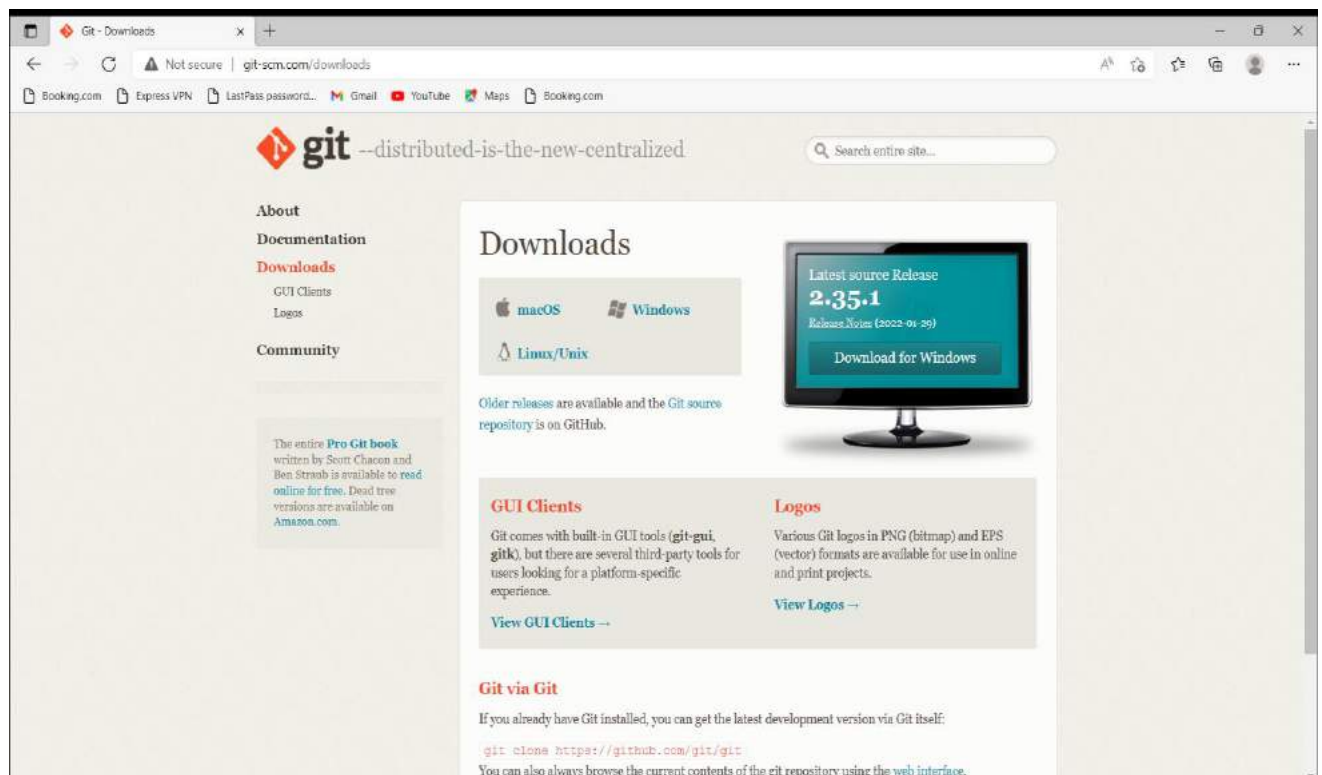 Git - Downloads
Not secure | git-scm.com/downloads
Booking.com Express VPN LastPass password... Gmail YouTube Maps Booking.com
git --distributed-is-the-new-centralized
Search entire site...
About
Documentation
Downloads
GUI Clients
Logos
Community
The entire Pro Git book
written by Scott Chacon and
Ben Straub is available to read
online for free. Dead tree
versions are available on
Amazon.com.
Downloads
macOS Windows
Linux/Unix
Older releases are available and the Git source
repository is on GitHub.
Latest source Release
2.35.1
Release Notes (2022-01-29)
Download for Windows
GUI Clients
Git comes with built-in GUI tools (git-gui,
gitk), but there are several third-party tools for
users looking for a platform-specific
experience.
View GUI Clients →
Logos
Various Git logos in PNG (bitmap) and EPS
(vector) formats are available for use in online
and print projects.
View Logos →
Git via Git
If you already have Git installed, you can get the latest development version via Git itself:
git clone https://github.com/git/git
You can also always browse the current contents of the git repository using the web interface.